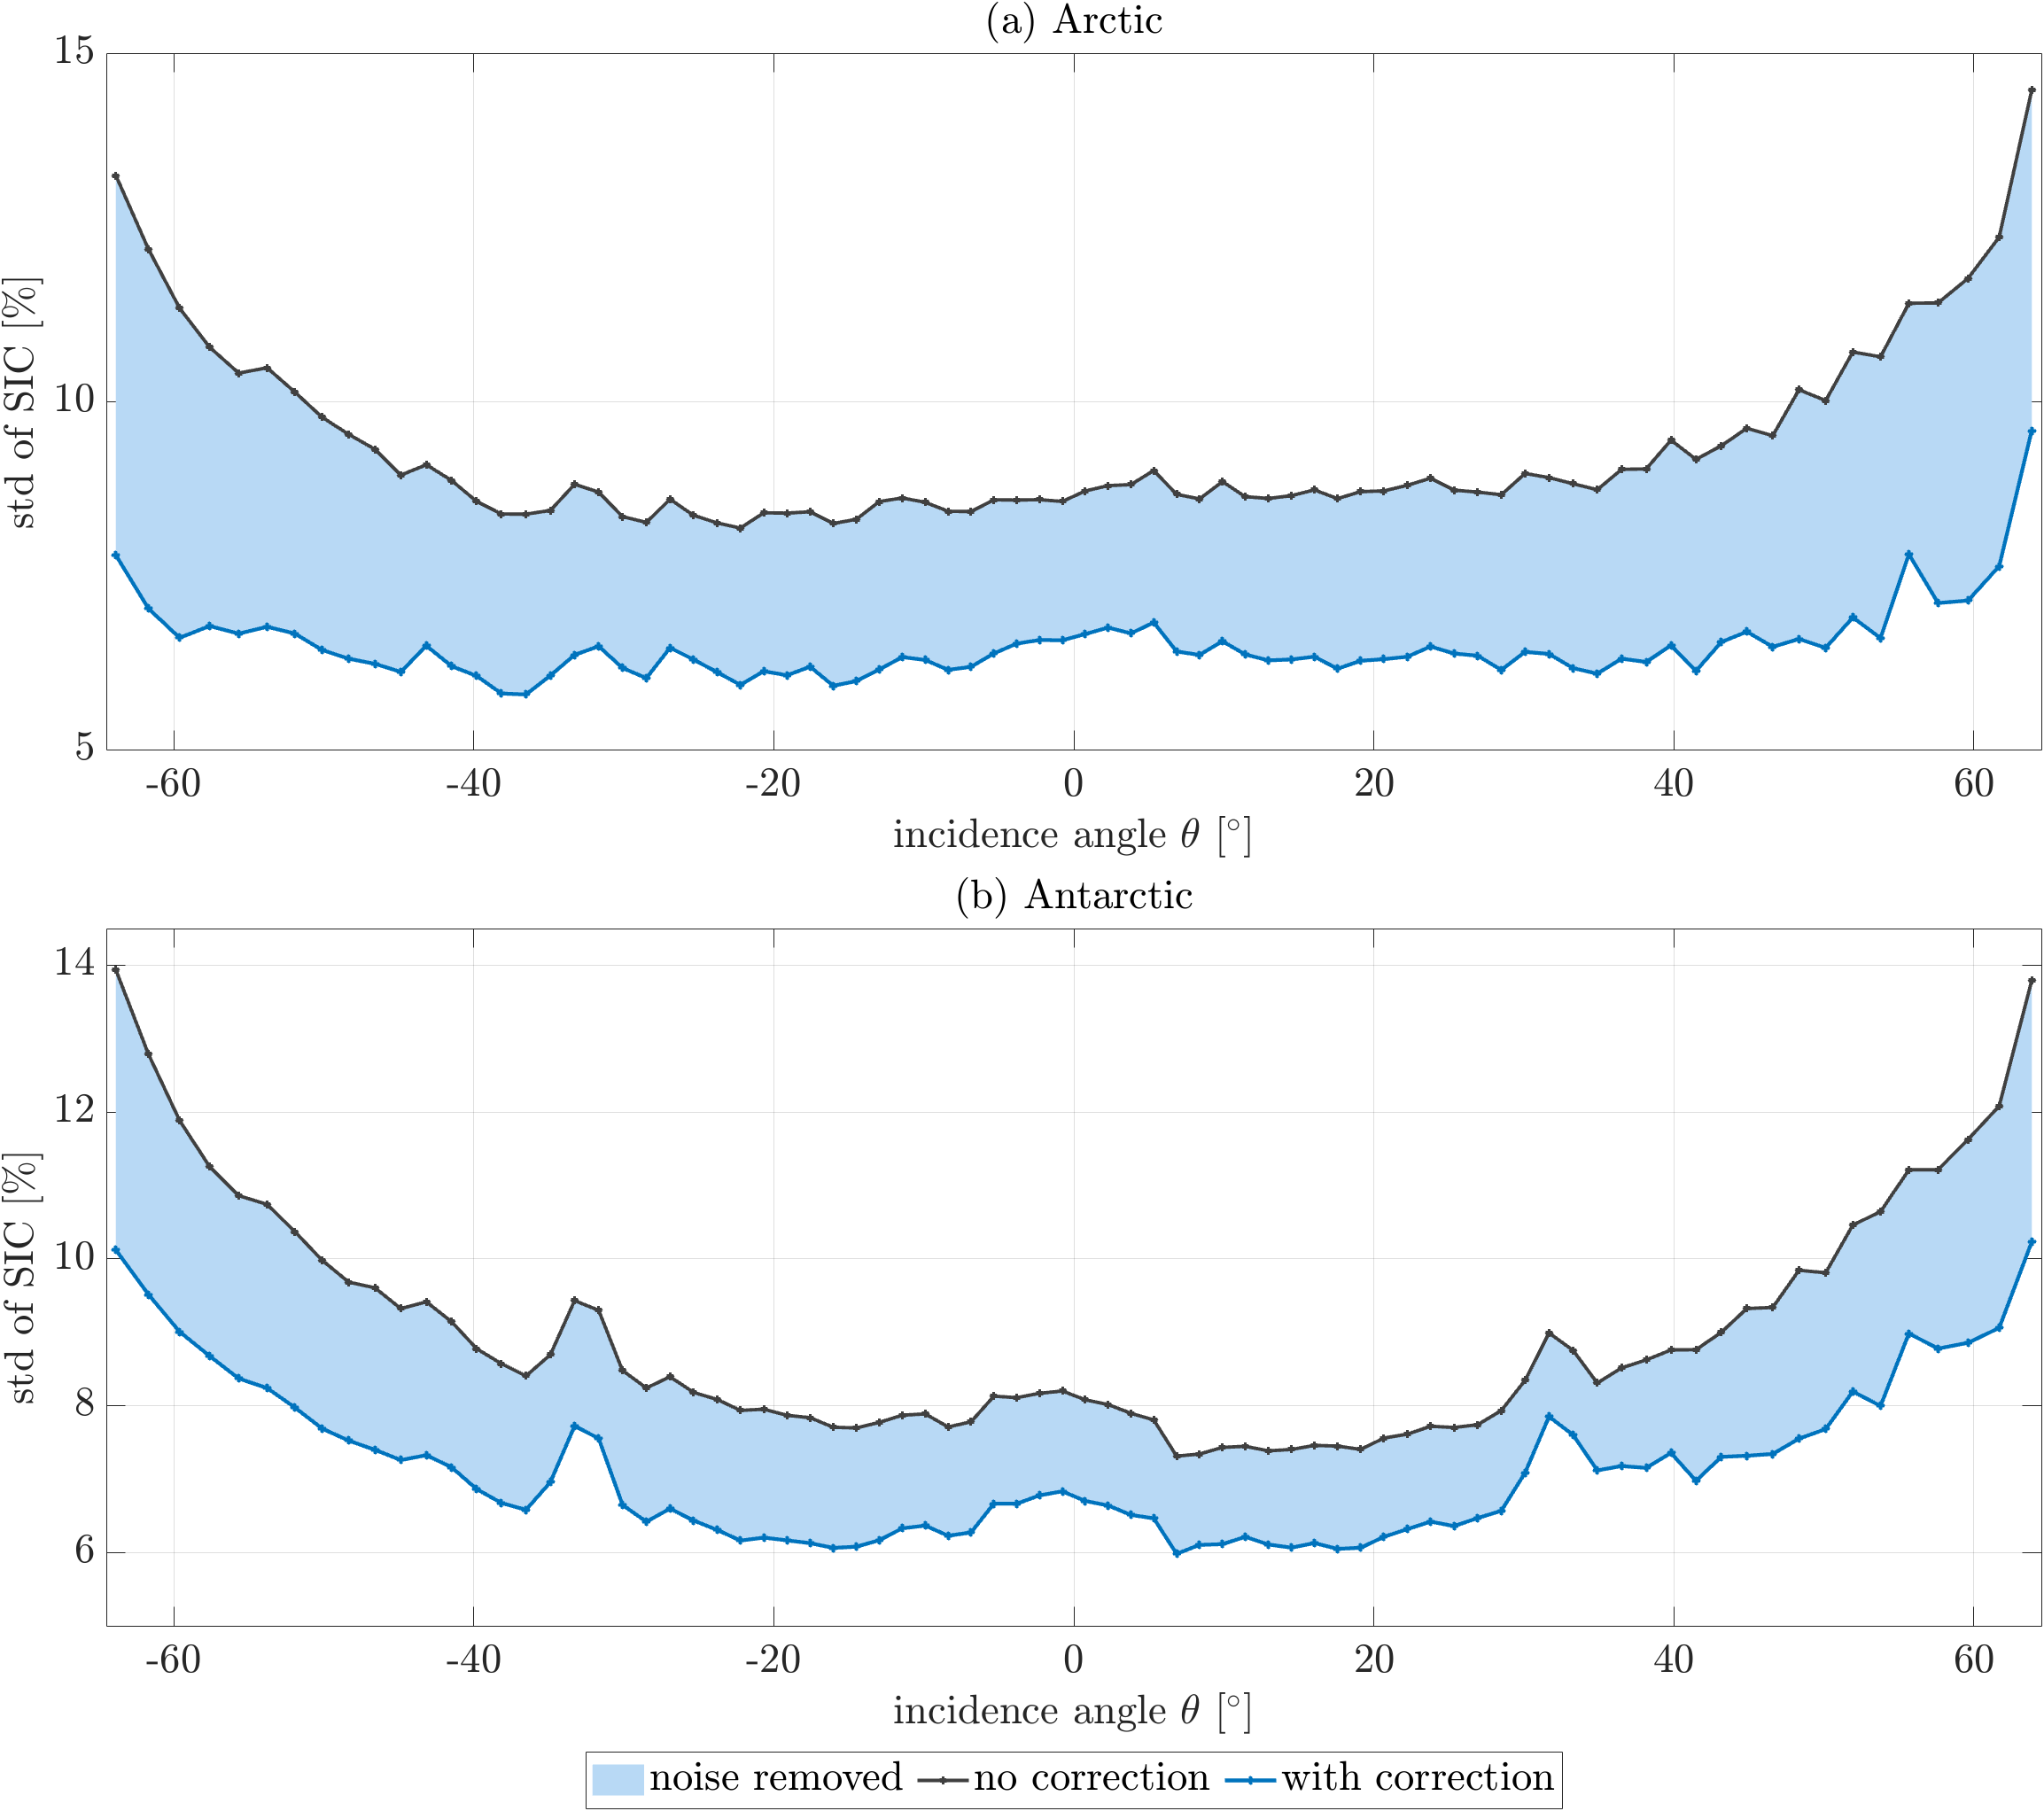 (a) Arctic
15
10
5
std of SIC [%]
-60 -40 -20 0 20 40 60
incidence angle θ [°]
(b) Antarctic
14
12
10
8
6
std of SIC [%]
-60 -40 -20 0 20 40 60
incidence angle θ [°]
noise removed no correction with correction